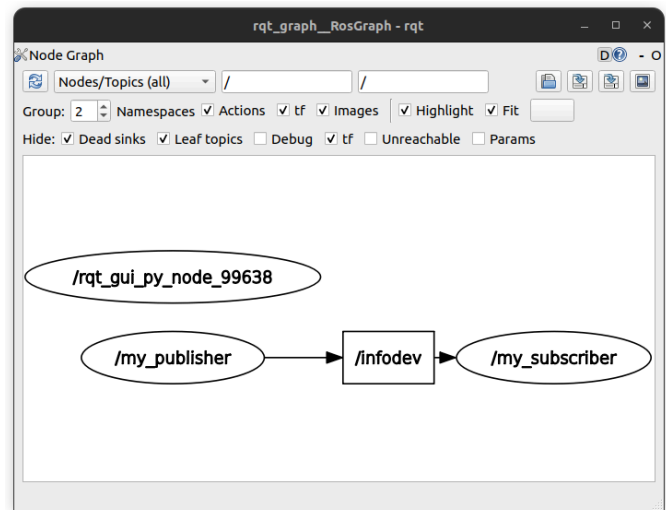 rqt_graph__RosGraph - rqt
Node Graph
D - O
Nodes/Topics (all) / /
Group: 2 Namespaces Actions tf Images Highlight Fit
Hide: Dead sinks Leaf topics Debug tf Unreachable Params
/rqt_gui_py_node_99638
/my_publisher /infodev /my_subscriber